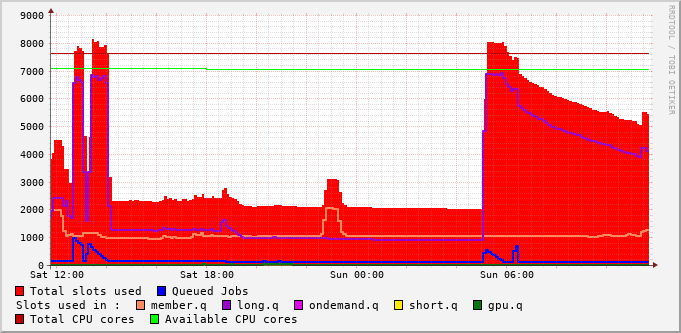 9000
8000
7000
6000
5000
4000
3000
2000
1000
0
Sat 12:00 Sat 18:00 Sun 00:00 Sun 06:00
Total slots used Queued Jobs
Slots used in : member.q long.q ondemand.q short.q gpu.q
Total CPU cores Available CPU cores
RRDTOOL / TOBI OETIKER